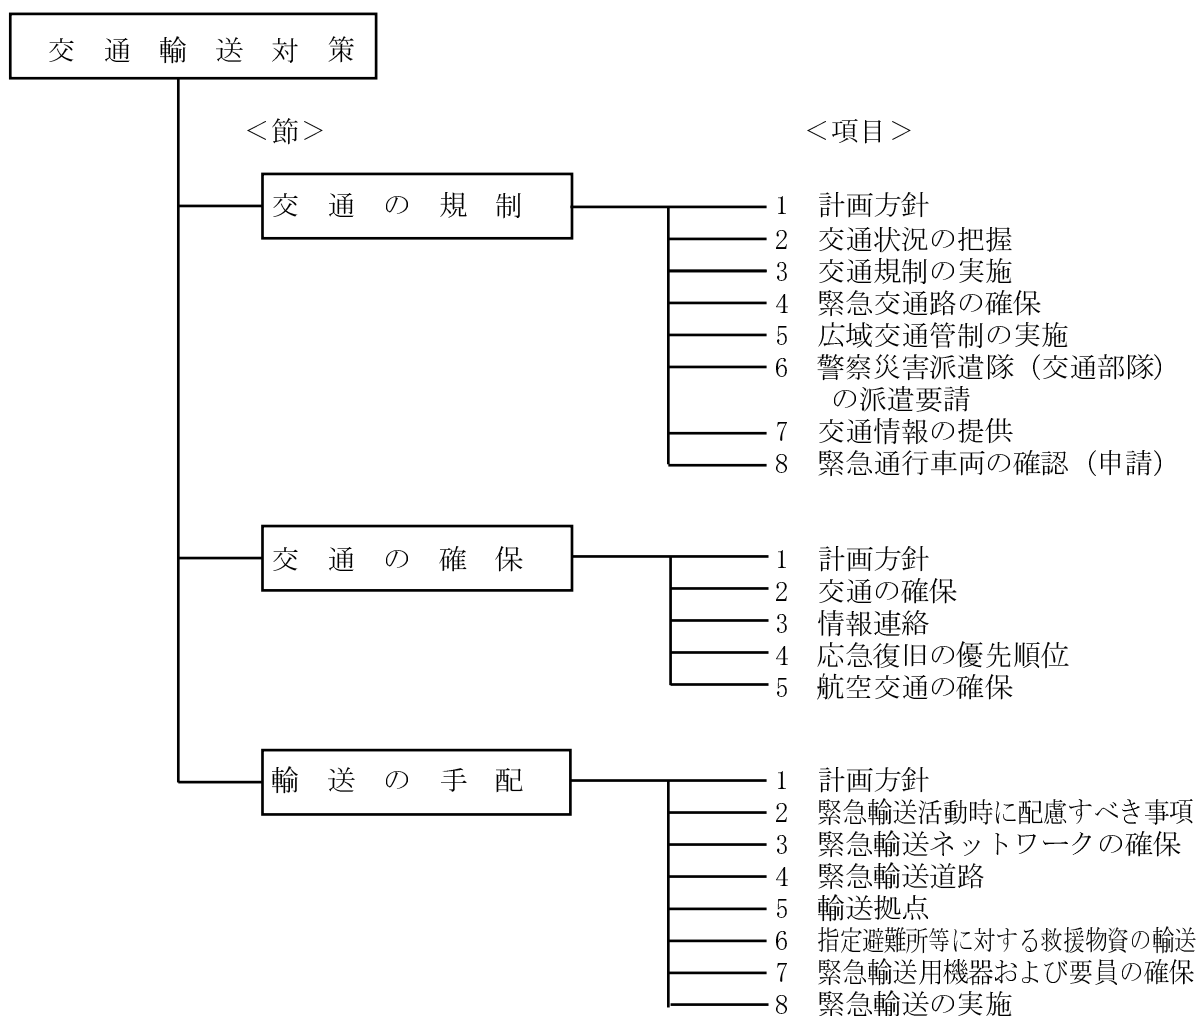 交通輸送対策
＜節＞ ＜項目＞
交通の規制
1 計画方針
2 交通状況の把握
3 交通規制の実施
4 緊急交通路の確保
5 広域交通管制の実施
6 警察災害派遣隊（交通部隊）
の派遣要請
7 交通情報の提供
8 緊急通行車両の確認（申請）
交通の確保
1 計画方針
2 交通の確保
3 情報連絡
4 応急復旧の優先順位
5 航空交通の確保
輸送の手配
1 計画方針
2 緊急輸送活動時に配慮すべき事項
3 緊急輸送ネットワークの確保
4 緊急輸送道路
5 輸送拠点
6 指定避難所等に対する救援物資の輸送
7 緊急輸送用機器および要員の確保
8 緊急輸送の実施